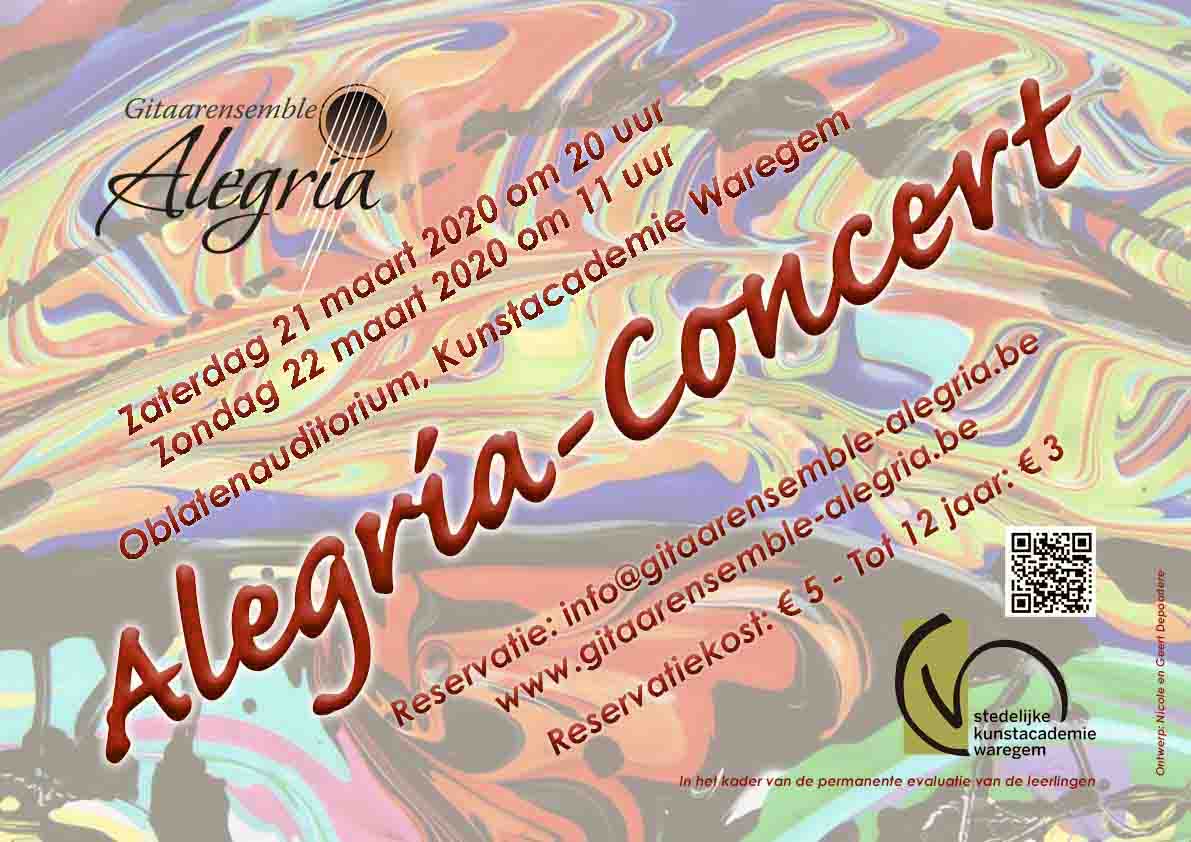 Gitaarensemble
Alegria
Zaterdag 21 maart 2020 om 20 uur
Zondag 22 maart 2020 om 11 uur
Oblatenauditorium, Kunstacademie Waregem
Alegria-Concert
Reservatie: info@gitaarensemble-alegria.be
www.gitaarensemble-alegria.be
Reservatiekost: € 5 - Tot 12 jaar: € 3
stedelijke
kunstacademie
waregem
In het kader van de permanente evaluatie van de leerlingen
Ontwerp: Nicole en Geert Depoortere